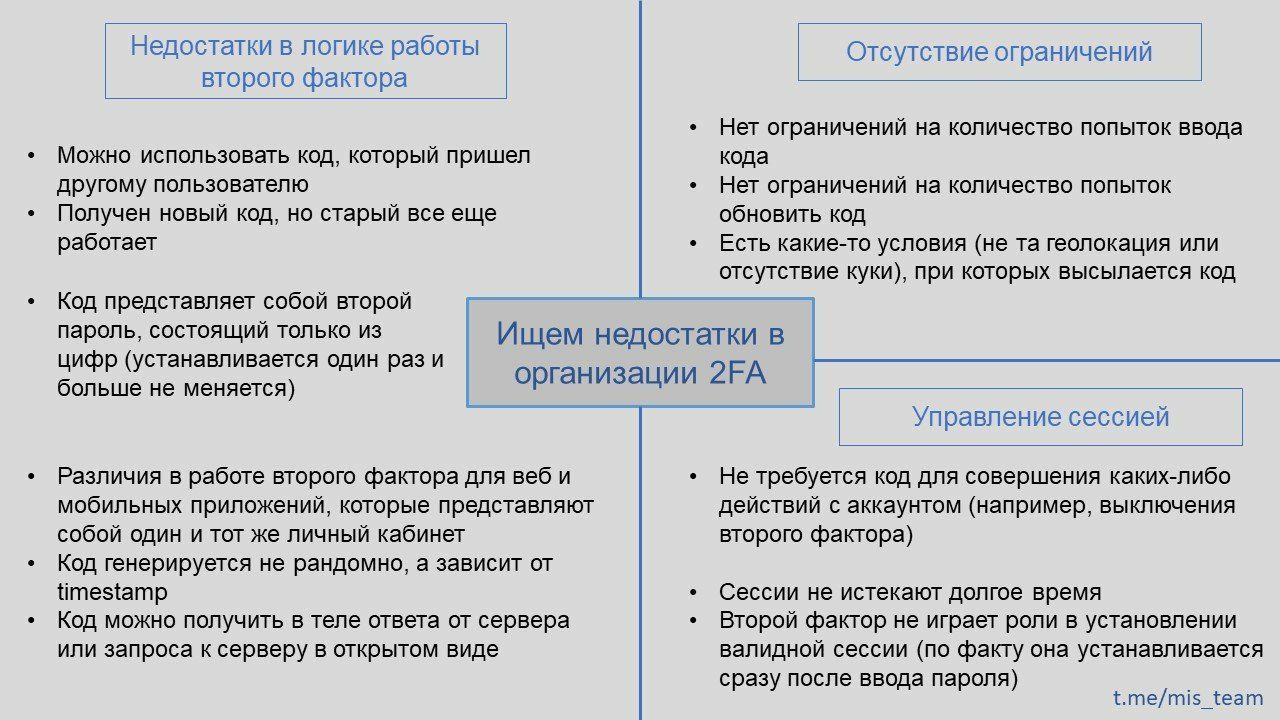 Недостатки в логике работы
второго фактора
• Можно использовать код, который пришел
другому пользователю
• Получен новый код, но старый все еще
работает
• Код представляет собой второй
пароль, состоящий только из
цифр (устанавливается один раз и
больше не меняется)
• Различия в работе второго фактора для веб и
мобильных приложений, которые представляют
собой один и тот же личный кабинет
• Код генерируется не рандомно, а зависит от
timestamp
• Код можно получить в теле ответа от сервера
или запроса к серверу в открытом виде
Ищем недостатки в
организации 2FA
Отсутствие ограничений
• Нет ограничений на количество попыток ввода
кода
• Нет ограничений на количество попыток
обновить код
• Есть какие-то условия (не та геолокация или
отсутствие куки), при которых высылается код
Управление сессией
• Не требуется код для совершения каких-либо
действий с аккаунтом (например, выключения
второго фактора)
• Сессии не истекают долгое время
• Второй фактор не играет роли в установлении
валидной сессии (по факту она устанавливается
сразу после ввода пароля)
t.me/mis_team